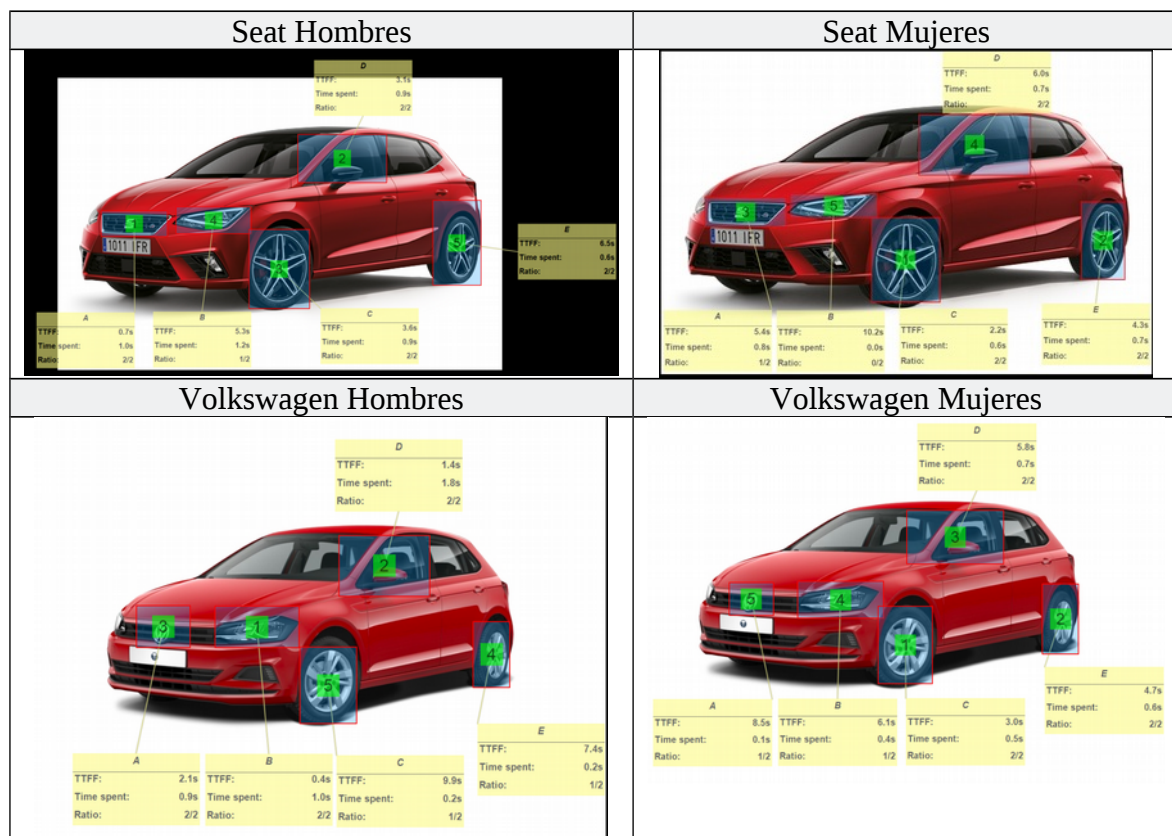 Seat Hombres
D
TTFF: 3.1s
Time spent: 0.9s
Ratio: 2/2
2
1
4
5
1011 IFR
E
TTFF: 6.5s
Time spent: 0.6s
Ratio: 2/2
A
TTFF: 0.7s
Time spent: 1.0s
Ratio: 2/2
B
TTFF: 5.3s
Time spent: 1.2s
Ratio: 1/2
C
TTFF: 3.6s
Time spent: 0.9s
Ratio: 2/2
Seat Mujeres
D
TTFF: 6.0s
Time spent: 0.7s
Ratio: 2/2
4
3
5
1011 IFR
2
1
A
TTFF: 5.4s
Time spent: 0.8s
Ratio: 1/2
B
TTFF: 10.2s
Time spent: 0.0s
Ratio: 0/2
C
TTFF: 2.2s
Time spent: 0.6s
Ratio: 2/2
E
TTFF: 4.3s
Time spent: 0.7s
Ratio: 2/2
Volkswagen Hombres
D
TTFF: 1.4s
Time spent: 1.8s
Ratio: 2/2
2
3
1
4
5
A
TTFF: 2.1s
Time spent: 0.9s
Ratio: 2/2
B
TTFF: 0.4s
Time spent: 1.0s
Ratio: 2/2
C
TTFF: 9.9s
Time spent: 0.2s
Ratio: 1/2
E
TTFF: 7.4s
Time spent: 0.2s
Ratio: 1/2
Volkswagen Mujeres
D
TTFF: 5.8s
Time spent: 0.7s
Ratio: 2/2
3
5
4
2
1
A
TTFF: 8.5s
Time spent: 0.1s
Ratio: 1/2
B
TTFF: 6.1s
Time spent: 0.4s
Ratio: 1/2
C
TTFF: 3.0s
Time spent: 0.5s
Ratio: 2/2
E
TTFF: 4.7s
Time spent: 0.6s
Ratio: 2/2